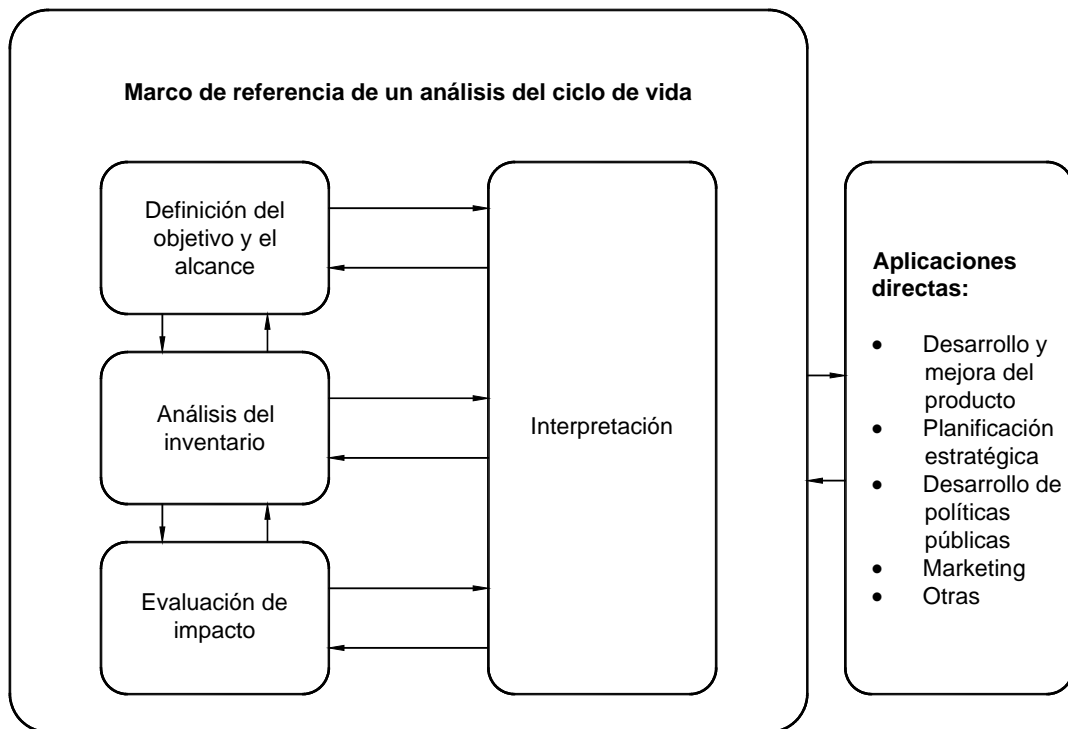 Marco de referencia de un análisis del ciclo de vida
Definición del
objetivo y el
alcance
Análisis del
inventario
Evaluación de
impacto
Interpretación
Aplicaciones
directas:
• Desarrollo y
mejora del
producto
• Planificación
estratégica
• Desarrollo de
políticas
públicas
• Marketing
• Otras